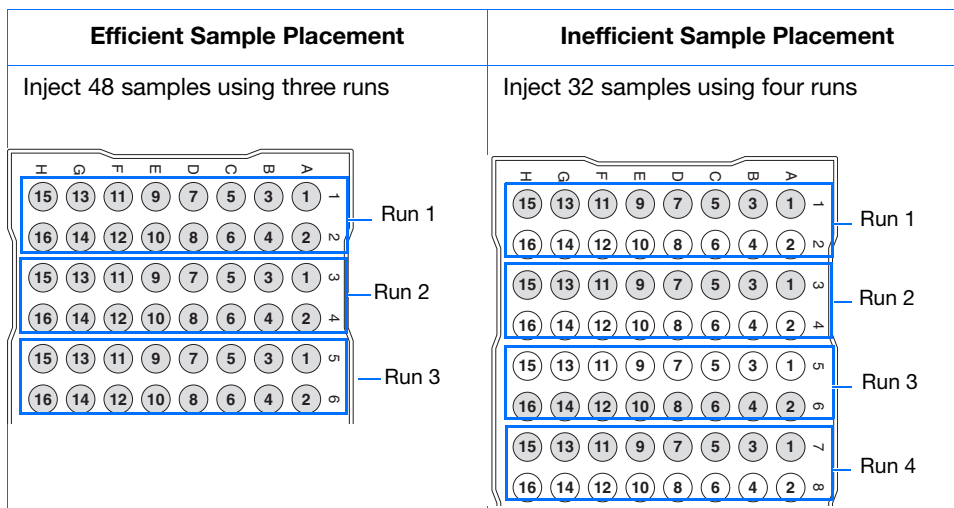 Efficient Sample Placement
Inject 48 samples using three runs
H G F E D C B A
15 13 11 9 7 5 3 1 1
16 14 12 10 8 6 4 2 2
Run 1
15 13 11 9 7 5 3 1 3
16 14 12 10 8 6 4 2 4
Run 2
15 13 11 9 7 5 3 1 5
16 14 12 10 8 6 4 2 6
Run 3
Inefficient Sample Placement
Inject 32 samples using four runs
H G F E D C B A
15 13 11 9 7 5 3 1 1
16 14 12 10 8 6 4 2 2
Run 1
15 13 11 9 7 5 3 1 3
16 14 12 10 8 6 4 2 4
Run 2
15 13 11 9 7 5 3 1 5
16 14 12 10 8 6 4 2 6
Run 3
15 13 11 9 7 5 3 1 7
16 14 12 10 8 6 4 2 8
Run 4